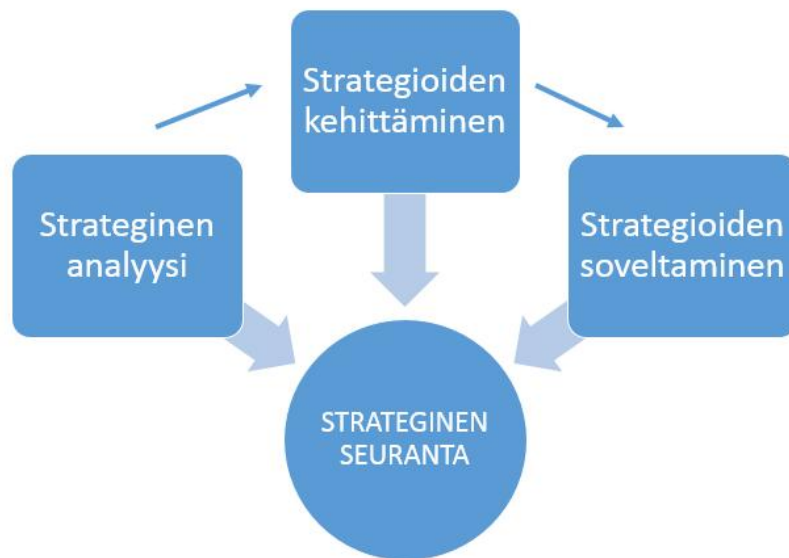 Strategioiden
kehittäminen
Strateginen
analyysi
Strategioiden
soveltaminen
STRATEGINEN
SEURANTA